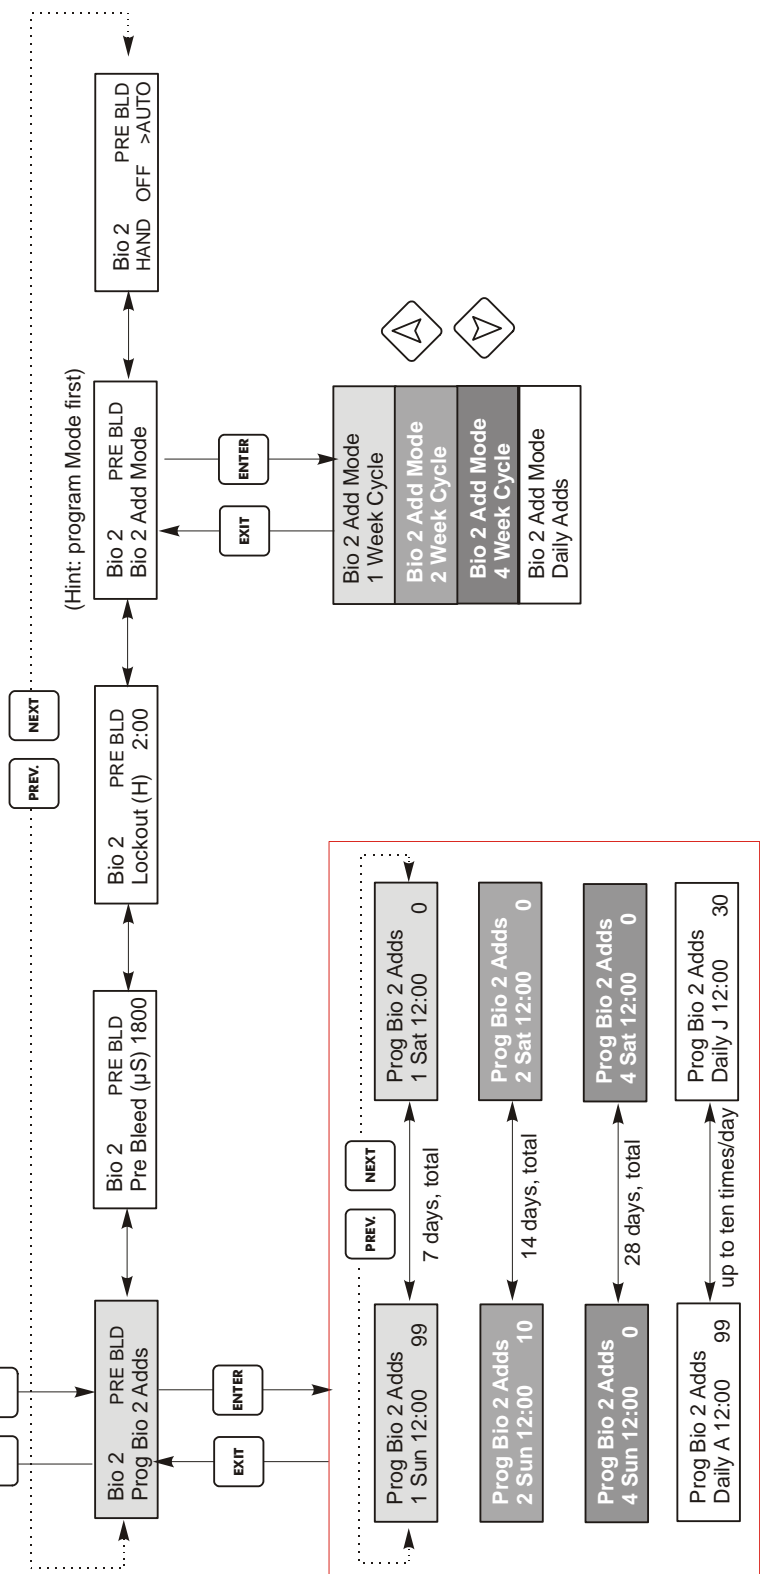 PREV.
NEXT
(Hint: program Mode first)
Bio 2 PRE BLD
Prog Bio 2 Adds
Bio 2 PRE BLD
Pre Bleed (µS) 1800
Bio 2 PRE BLD
Lockout (H) 2:00
Bio 2 PRE BLD
Bio 2 Add Mode
Bio 2 PRE BLD
HAND OFF >AUTO
EXIT
ENTER
EXIT
ENTER
Bio 2 Add Mode
1 Week Cycle
Bio 2 Add Mode
2 Week Cycle
Bio 2 Add Mode
4 Week Cycle
Bio 2 Add Mode
Daily Adds
PREV.
NEXT
Prog Bio 2 Adds
1 Sun 12:00 99
7 days, total
Prog Bio 2 Adds
1 Sat 12:00 0
Prog Bio 2 Adds
2 Sun 12:00 10
14 days, total
Prog Bio 2 Adds
2 Sat 12:00 0
Prog Bio 2 Adds
4 Sun 12:00 0
28 days, total
Prog Bio 2 Adds
4 Sat 12:00 0
Prog Bio 2 Adds
Daily A 12:00 99
up to ten times/day
Prog Bio 2 Adds
Daily J 12:00 30